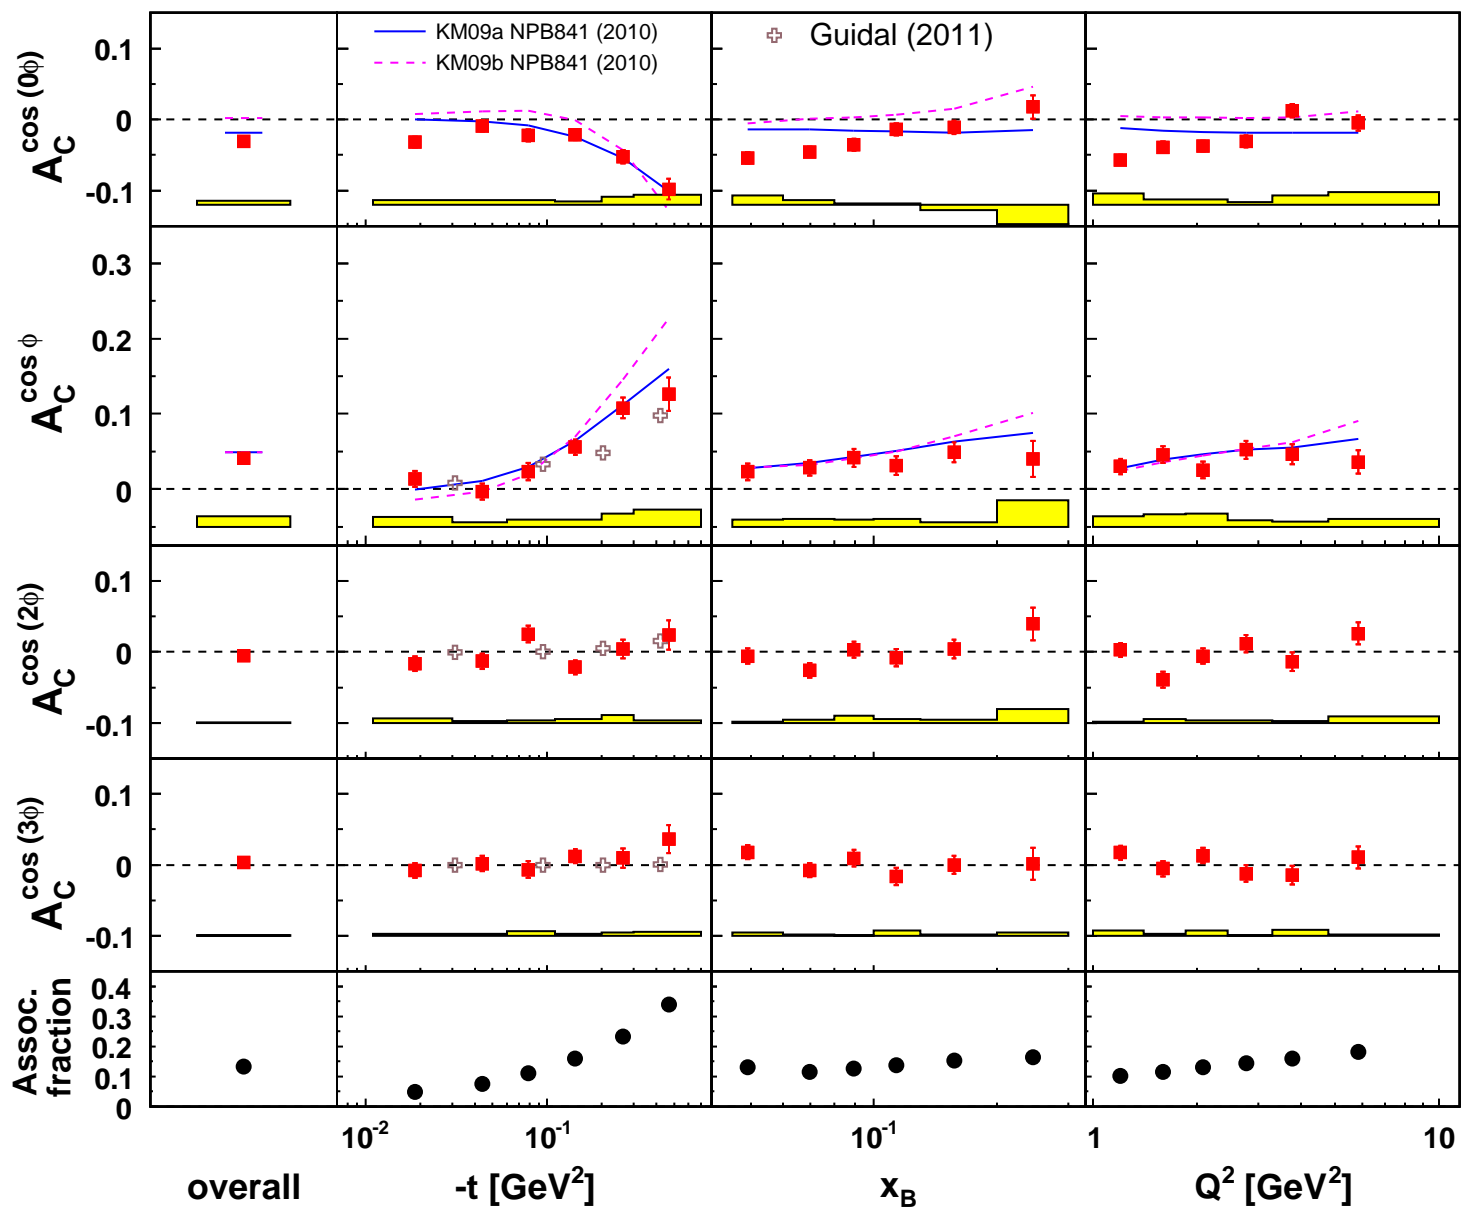 KM09a NPB841 (2010)
KM09b NPB841 (2010)
Guidal (2011)
A_C^cos (0ϕ)
0.1
0
-0.1
A_C^cos ϕ
0.3
0.2
0.1
0
A_C^cos (2ϕ)
0.1
0
-0.1
A_C^cos (3ϕ)
0.1
0
-0.1
Assoc.
fraction
0.4
0.3
0.2
0.1
0
10^-2 10^-1 10^-1 1 10
overall -t [GeV^2] x_B Q^2 [GeV^2]